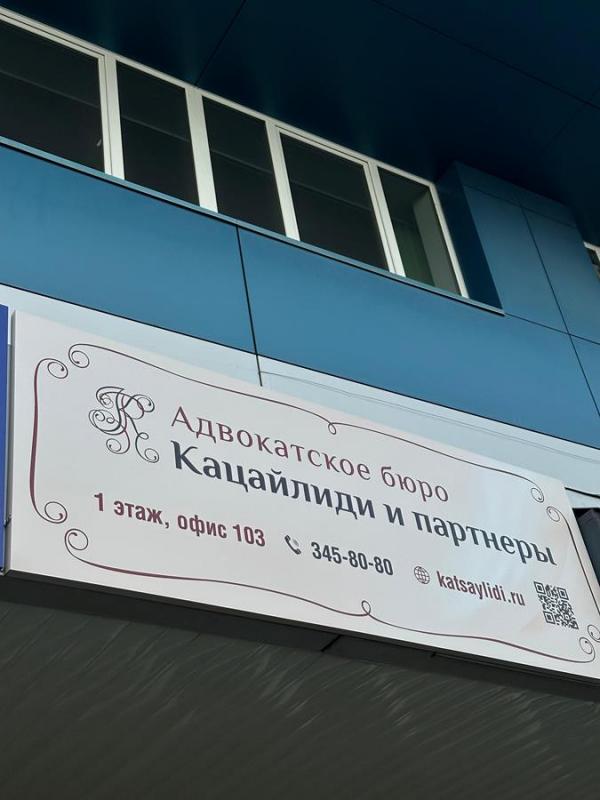 Адвокатское бюро
Кацайлиди и партнеры
1 этаж, офис 103
345-80-80
katsaylidi.ru